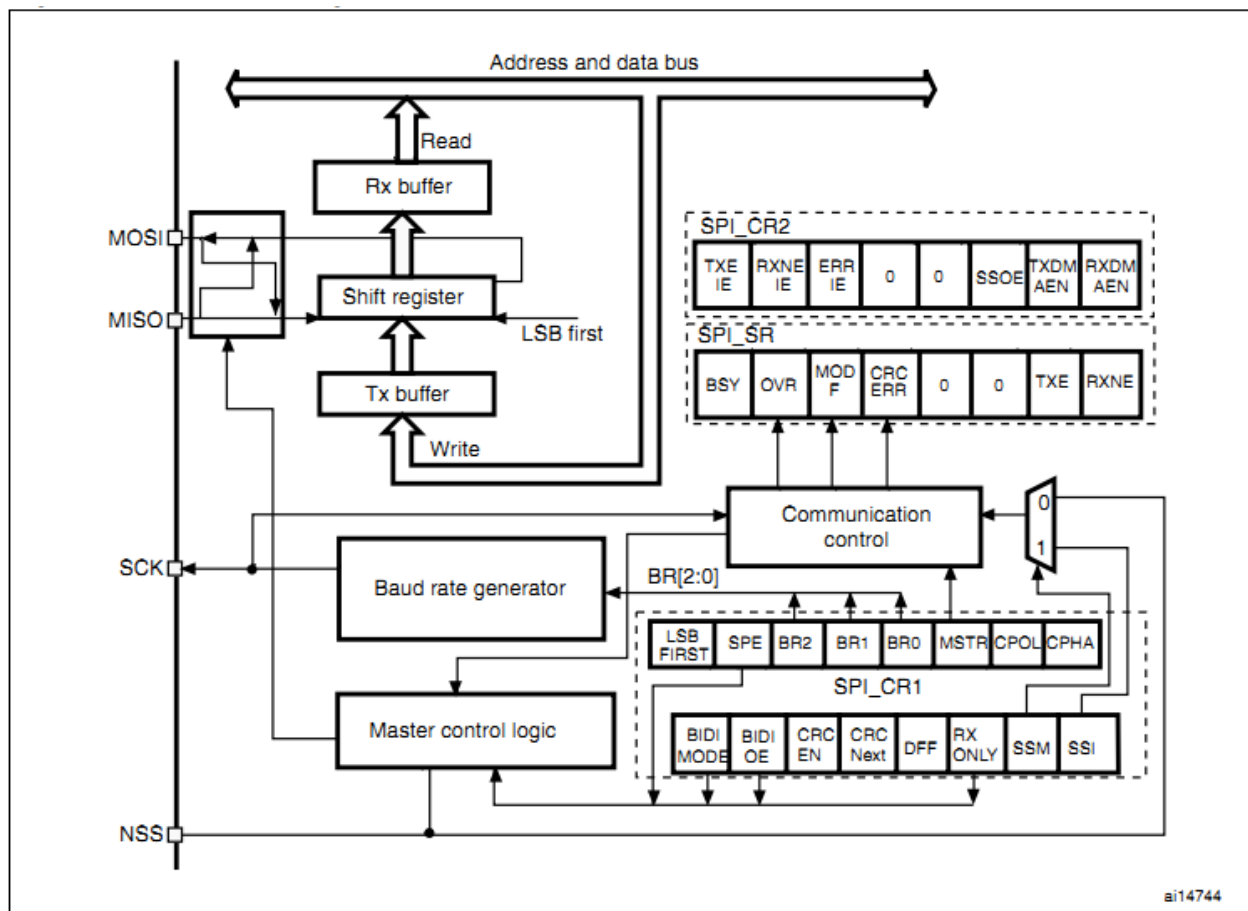 Address and data bus
Read
Rx buffer
MOSI
SPI_CR2
TXE
IE
RXNE
IE
ERR
IE
0
0
SSOE
TXDM
AEN
RXDM
AEN
Shift register
MISO
LSB first
SPI_SR
BSY
OVR
MOD
F
CRC
ERR
0
0
TXE
RXNE
Tx buffer
Write
Communication
control
0
1
SCK
Baud rate generator
BR[2:0]
LSB
FIRST
SPE
BR2
BR1
BR0
MSTR
CPOL
CPHA
SPI_CR1
Master control logic
BIDI
MODE
BIDI
OE
CRC
EN
CRC
Next
DFF
RX
ONLY
SSM
SSI
NSS
ai14744